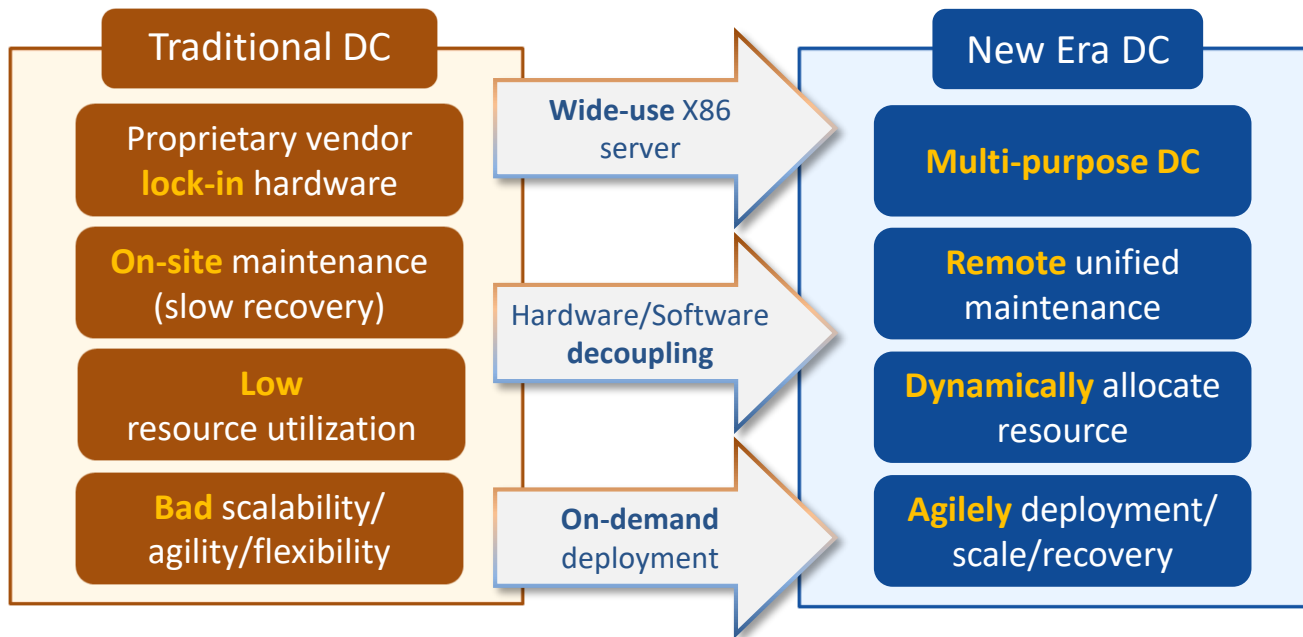 Traditional DC
Proprietary vendor
lock-in hardware
On-site maintenance
(slow recovery)
Low
resource utilization
Bad scalability/
agility/flexibility
Wide-use X86
server
Hardware/Software
decoupling
On-demand
deployment
New Era DC
Multi-purpose DC
Remote unified
maintenance
Dynamically allocate
resource
Agilely deployment/
scale/recovery